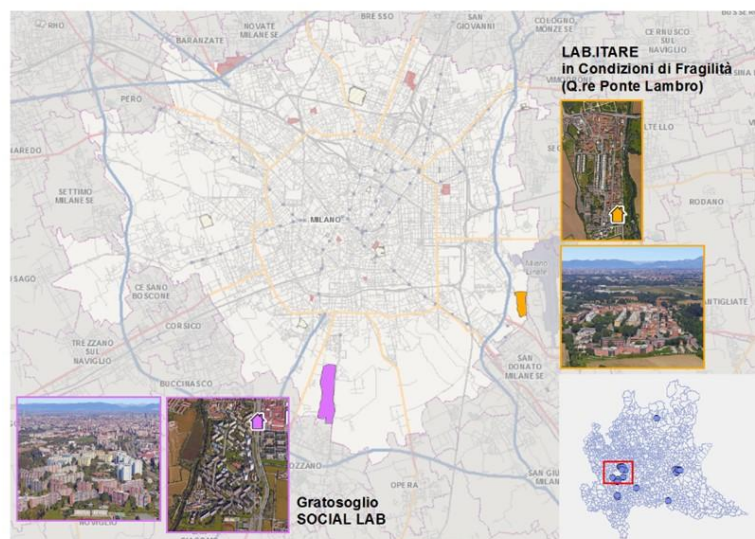 RHO
BARANZATE
NOVATE
MILANESE
BRESSO
SAN
GIOVANNI
COLOGNO
MONZESE
CERNUSCO
SUL
NAVIGLIO
PERO
VIMODRONE
LAB.ITARE
in Condizioni di Fragilità
(Q.re Ponte Lambro)
SETTIMO
MILANESE
MILANO
RODANO
CESANO
BOSCONE
CORSICO
TREZZANO
SUL
NAVIGLIO
BUCCINASCO
SAN
DONATO
MILANESE
OPERA
Gratosoglio
SOCIAL LAB